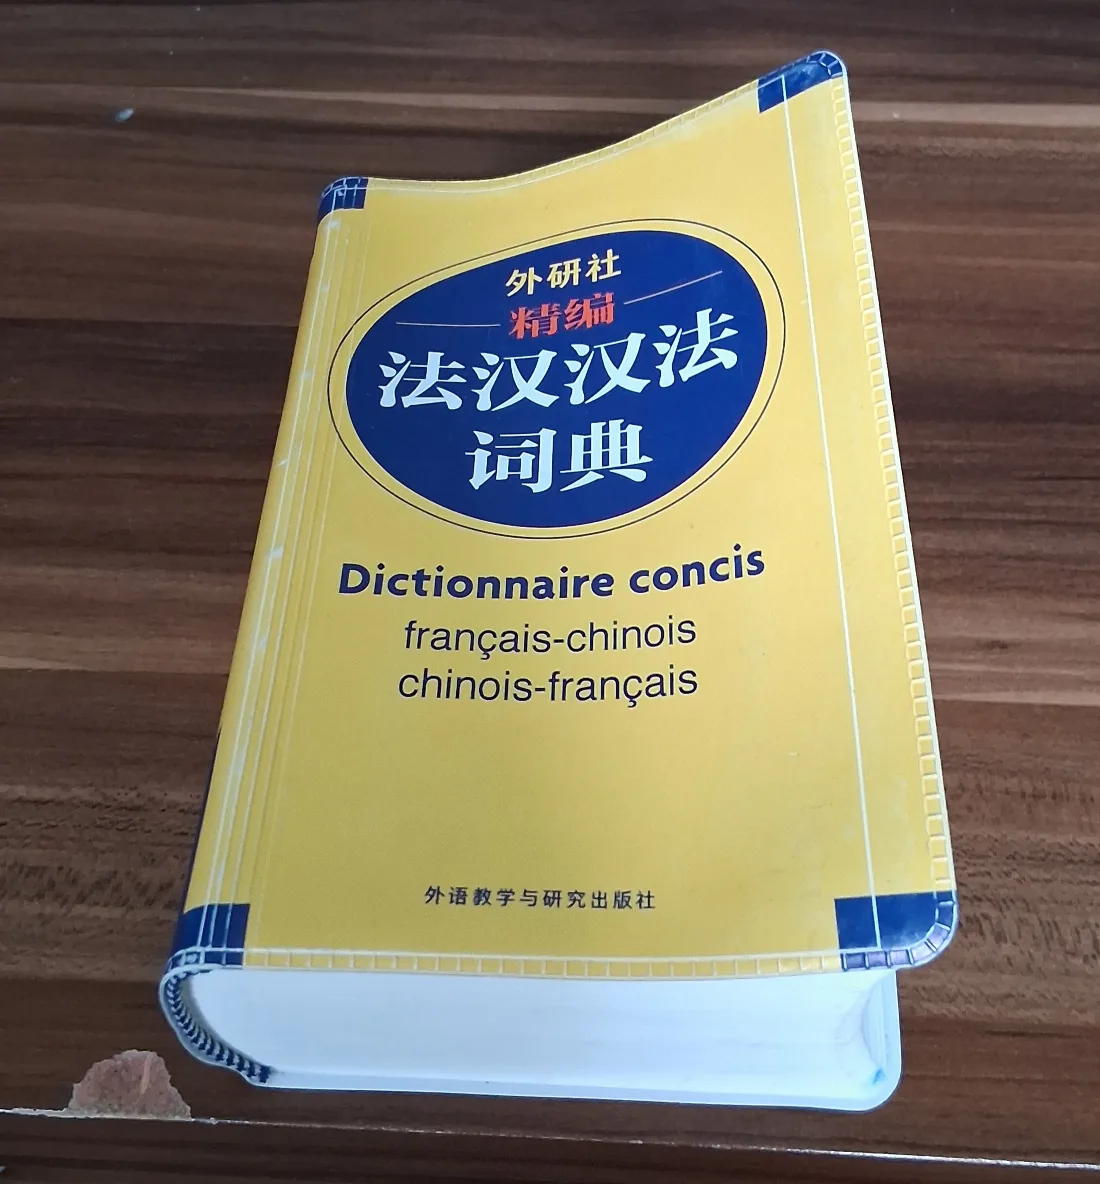 外研社
精编
法汉汉法
词典
Dictionnaire concis
français-chinois
chinois-français
外语教学与研究出版社